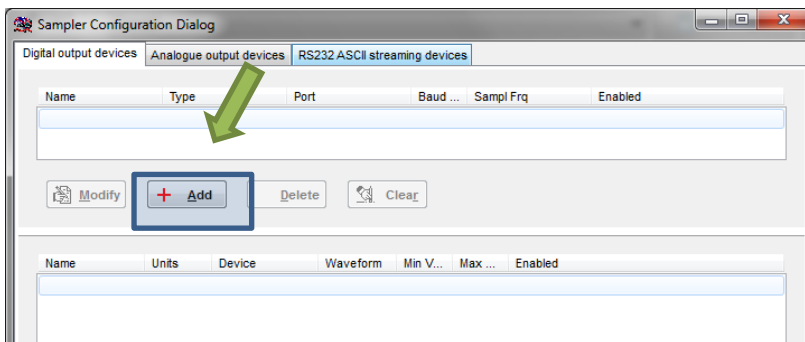 Sampler Configuration Dialog
Digital output devices Analogue output devices RS232 ASCII streaming devices
Name Type Port Baud ... Sampl Frq Enabled
Modify Add Delete Clear
Name Units Device Waveform Min V... Max ... Enabled